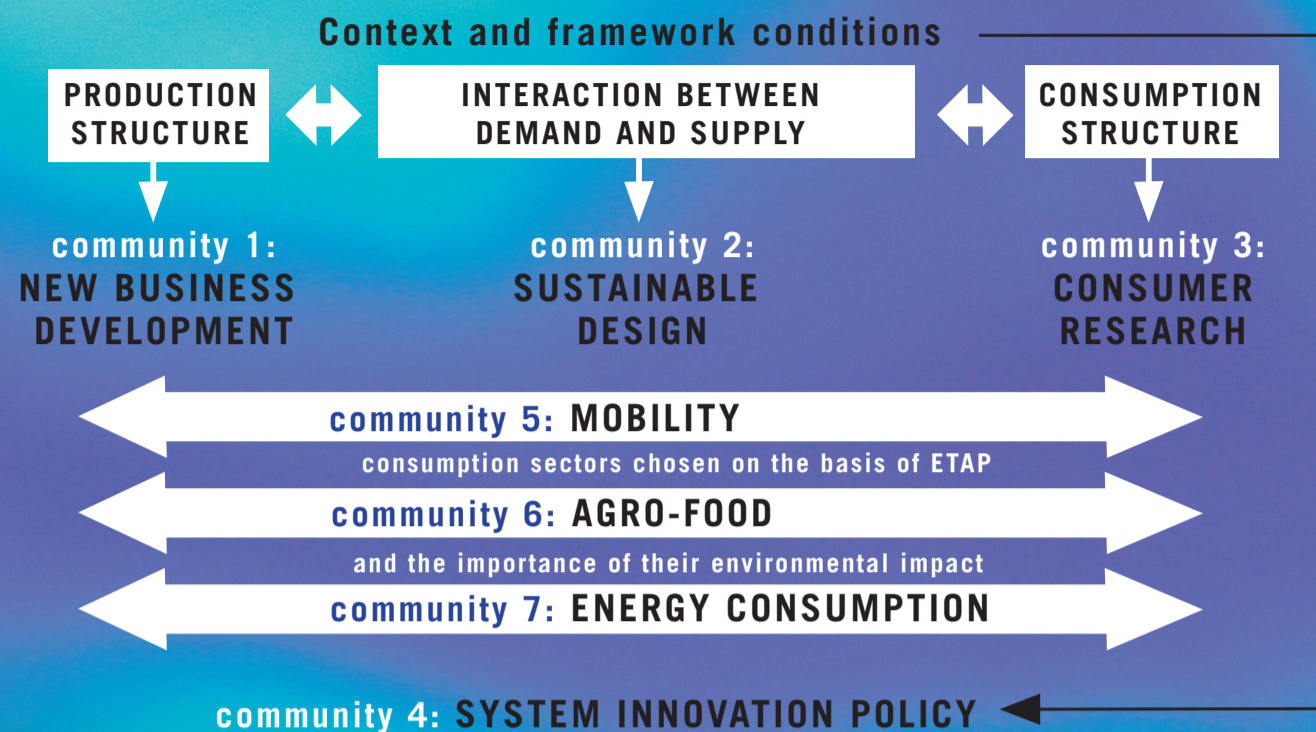 Context and framework conditions
PRODUCTION
STRUCTURE
INTERACTION BETWEEN
DEMAND AND SUPPLY
CONSUMPTION
STRUCTURE
community 1:
NEW BUSINESS
DEVELOPMENT
community 2:
SUSTAINABLE
DESIGN
community 3:
CONSUMER
RESEARCH
community 5: MOBILITY
consumption sectors chosen on the basis of ETAP
community 6: AGRO-FOOD
and the importance of their environmental impact
community 7: ENERGY CONSUMPTION
community 4: SYSTEM INNOVATION POLICY